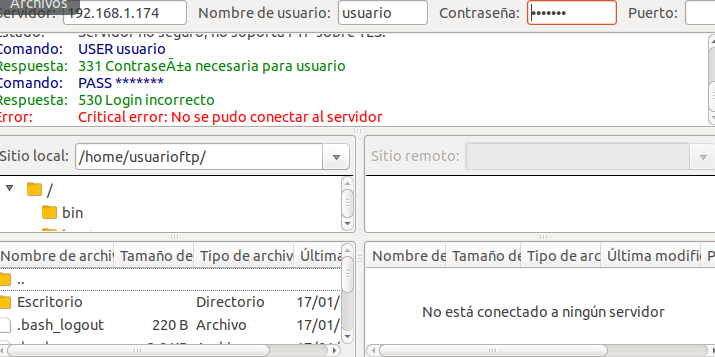 Archivos
Servidor: 192.168.1.174 Nombre de usuario: usuario Contraseña: ••••••• Puerto:
Estado: Servidor no seguro, no soporta FTP sobre TLS.
Comando: USER usuario
Respuesta: 331 ContraseÃ±a necesaria para usuario
Comando: PASS *******
Respuesta: 530 Login incorrecto
Error: Critical error: No se pudo conectar al servidor
Sitio local: /home/usuarioftp/ Sitio remoto:
/
bin
Nombre de archiv Tamaño de Tipo de archiv Última Nombre de Tamaño d Tipo de arc Última modifi P
..
Escritorio Directorio 17/01/
.bash_logout 220 B Archivo 17/01/
No está conectado a ningún servidor